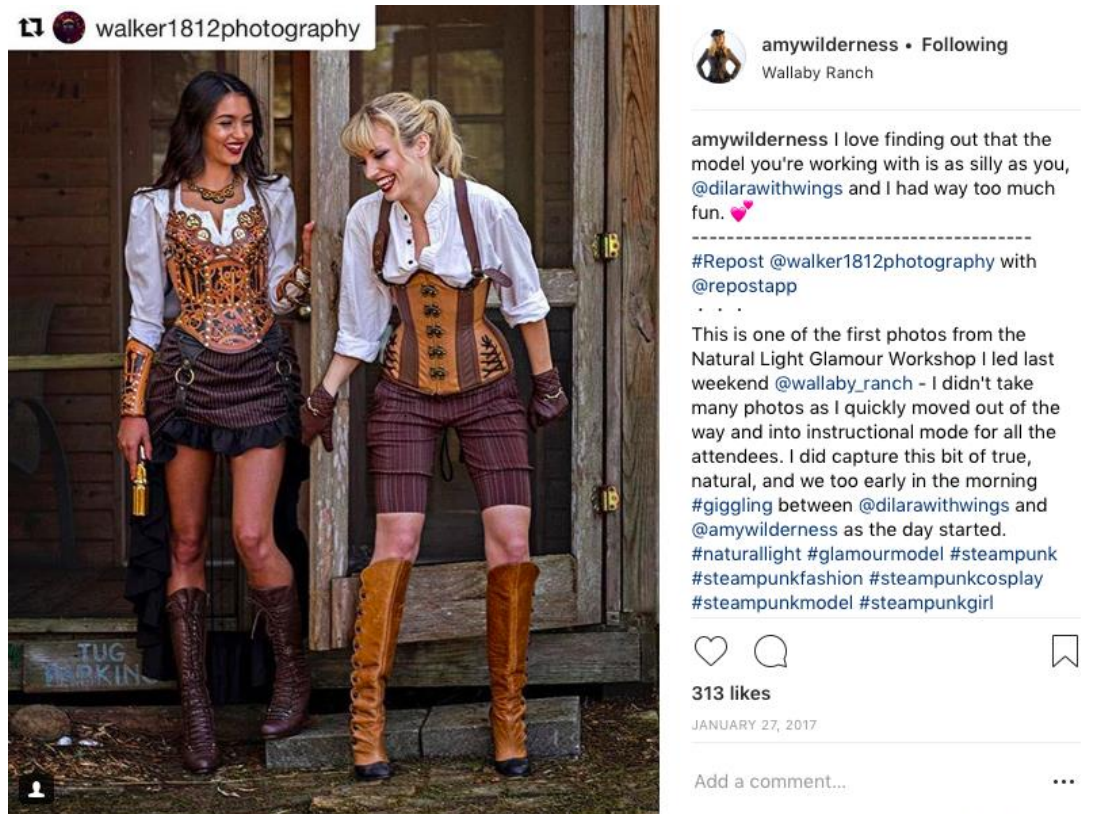 walker1812photography
amywilderness • Following
Wallaby Ranch
amywilderness I love finding out that the
model you're working with is as silly as you,
@dilarawithwings and I had way too much
fun. 💕
---------------------------------------
#Repost @walker1812photography with
@repostapp
· · ·
This is one of the first photos from the
Natural Light Glamour Workshop I led last
weekend @wallaby_ranch - I didn't take
many photos as I quickly moved out of the
way and into instructional mode for all the
attendees. I did capture this bit of true,
natural, and we too early in the morning
#giggling between @dilarawithwings and
@amywilderness as the day started.
#naturallight #glamourmodel #steampunk
#steampunkfashion #steampunkcosplay
#steampunkmodel #steampunkgirl
313 likes
JANUARY 27, 2017
Add a comment...
TUG
PARKING